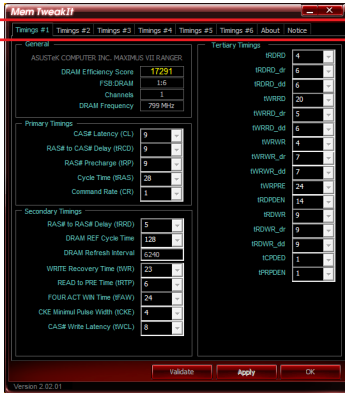 Mem TweakIt
Timings #1 Timings #2 Timings #3 Timings #4 Timings #5 Timings #6 About Notice
General
ASUSTeK COMPUTER INC. MAXIMUS VII RANGER
DRAM Efficiency Score 17291
FSB:DRAM 1:6
Channels 1
DRAM Frequency 799 MHz
Primary Timings
CAS# Latency (CL) 9
RAS# to CAS# Delay (tRCD) 9
RAS# Precharge (tRP) 9
Cycle Time (tRAS) 28
Command Rate (CR) 1
Secondary Timings
RAS# to RAS# Delay (tRRD) 5
DRAM REF Cycle Time 128
DRAM Refresh Interval 6240
WRITE Recovery Time (tWR) 23
READ to PRE Time (tRTP) 6
FOUR ACT WIN Time (tFAW) 24
CKE Minimul Pulse Width (tCKE) 4
CAS# Write Latency (tWCL) 8
Tertiary Timings
tRDRD 4
tRDRD_dr 6
tRDRD_dd 6
tWRRD 20
tWRRD_dr 5
tWRRD_dd 6
tWRWR 4
tWRWR_dr 7
tWRWR_dd 7
tWRPRE 24
tRDPDEN 14
tRDWR 9
tRDWR_dr 9
tRDWR_dd 9
tCPDED 1
tPRPDEN 1
Validate Apply OK
Version 2.02.01